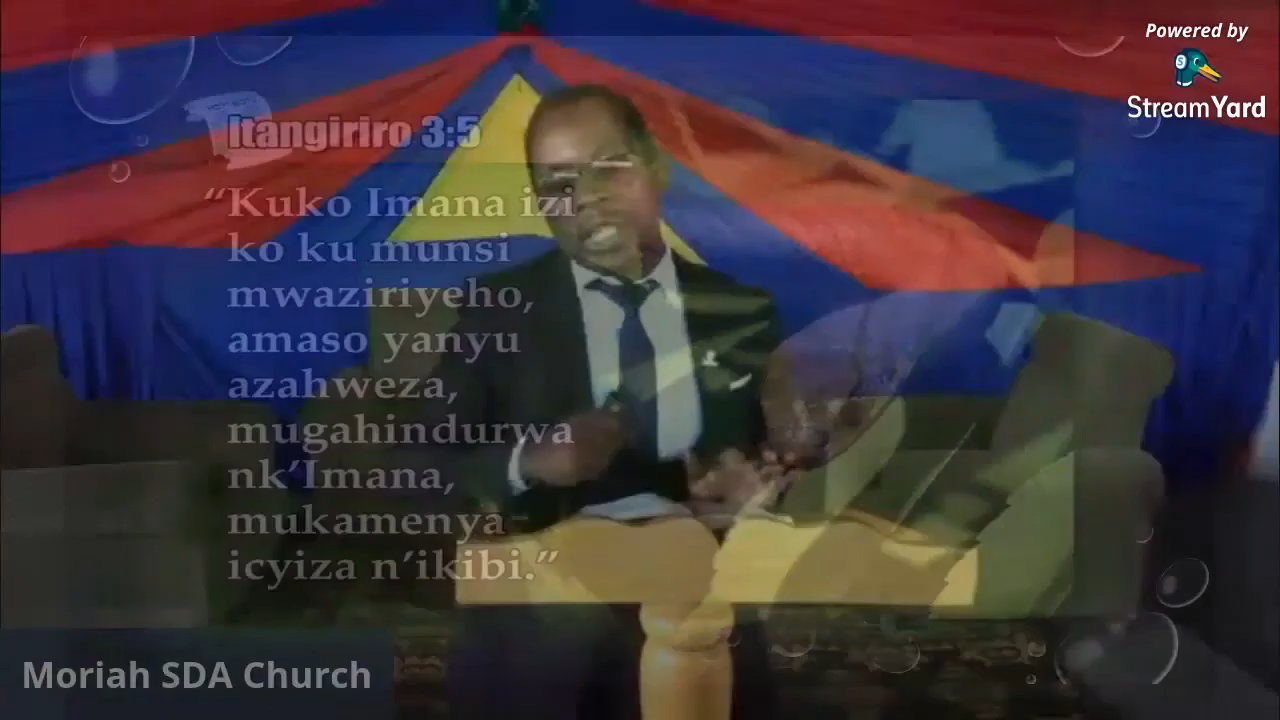 Powered by
StreamYard
Itangiriro 3:5
“Kuko Imana izi
ko ku munsi
mwaziriyeho,
amaso yanyu
azahweza,
mugahindurwa
nk’Imana,
mukamenya
icyiza n’ikibi.”
Moriah SDA Church